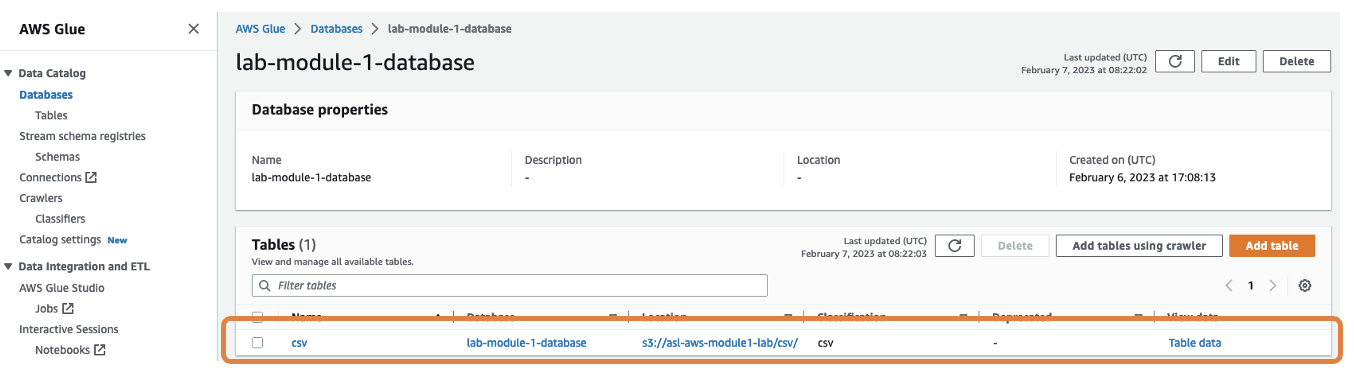 AWS Glue
Data Catalog
Databases
Tables
Stream schema registries
Schemas
Connections
Crawlers
Classifiers
Catalog settings New
Data Integration and ETL
AWS Glue Studio
Jobs
Interactive Sessions
Notebooks
AWS Glue > Databases > lab-module-1-database
lab-module-1-database
Last updated (UTC)
February 7, 2023 at 08:22:02
Edit
Delete
Database properties
Name
lab-module-1-database
Description
-
Location
-
Created on (UTC)
February 6, 2023 at 17:08:13
Tables (1)
View and manage all available tables.
Last updated (UTC)
February 7, 2023 at 08:22:03
Delete
Add tables using crawler
Add table
Filter tables
1
Name Database Location Classification Deprecated View data
csv lab-module-1-database s3://asl-aws-module1-lab/csv/ csv - Table data